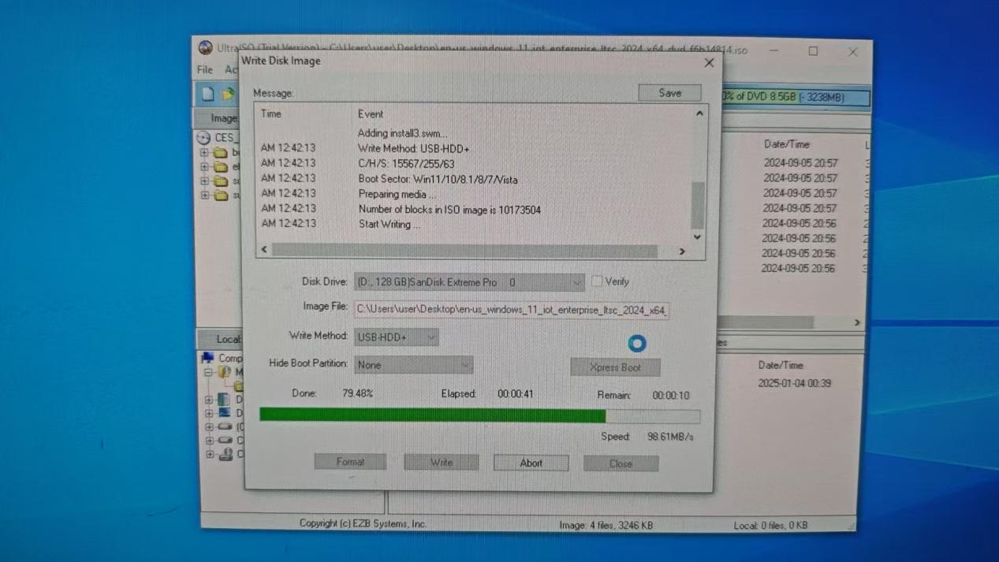 UltraISO (Trial Version) - C:\Users\user\Desktop\en-us_windows_11_iot_enterprise_ltsc_2024_x64_dvd_f6b14814.iso
Write Disk Image
File
Message:
Save
% of DVD 8.5GB (- 3238MB)
Image
Time Event
Adding install3.swm...
AM 12:42:13 Write Method: USB-HDD+
AM 12:42:13 C/H/S: 15567/255/63
AM 12:42:13 Boot Sector: Win11/10/8.1/8/7/Vista
AM 12:42:13 Preparing media ...
AM 12:42:13 Number of blocks in ISO image is 10173504
AM 12:42:13 Start Writing ...
CES_
Date/Time
2024-09-05 20:57
2024-09-05 20:57
2024-09-05 20:57
2024-09-05 20:57
2024-09-05 20:56
2024-09-05 20:56
2024-09-05 20:56
2024-09-05 20:56
Disk Drive: (D:, 128 GB)SanDisk Extreme Pro 0
Verify
Image File: C:\Users\user\Desktop\en-us_windows_11_iot_enterprise_ltsc_2024_x64_
Write Method: USB-HDD+
Hide Boot Partition: None
Xpress Boot
Done: 79.48% Elapsed: 00:00:41 Remain: 00:00:10
Speed: 98.61MB/s
Format Write Abort Close
Local
Comp
Date/Time
2025-01-04 00:39
Copyright (c) EZB Systems, Inc.
Image: 4 files, 3246 KB
Local: 0 files, 0 KB